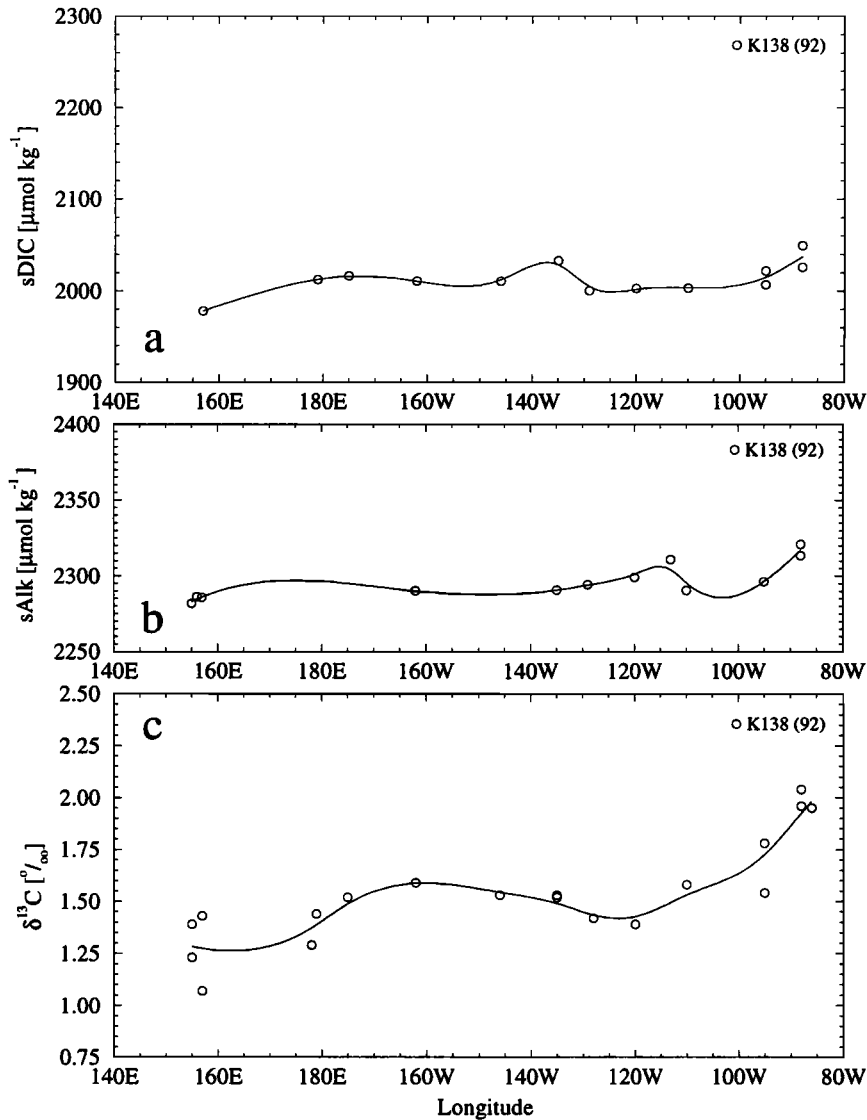 2300
K138 (92)
2200
2100
2000
1900
sDIC [μmol kg⁻¹]
a
140E 160E 180E 160W 140W 120W 100W 80W
2400
K138 (92)
2350
2300
2250
sAlk [μmol kg⁻¹]
b
140E 160E 180E 160W 140W 120W 100W 80W
2.50
c
K138 (92)
2.25
2.00
1.75
1.50
1.25
1.00
0.75
δ¹³C [°/∞]
140E 160E 180E 160W 140W 120W 100W 80W
Longitude